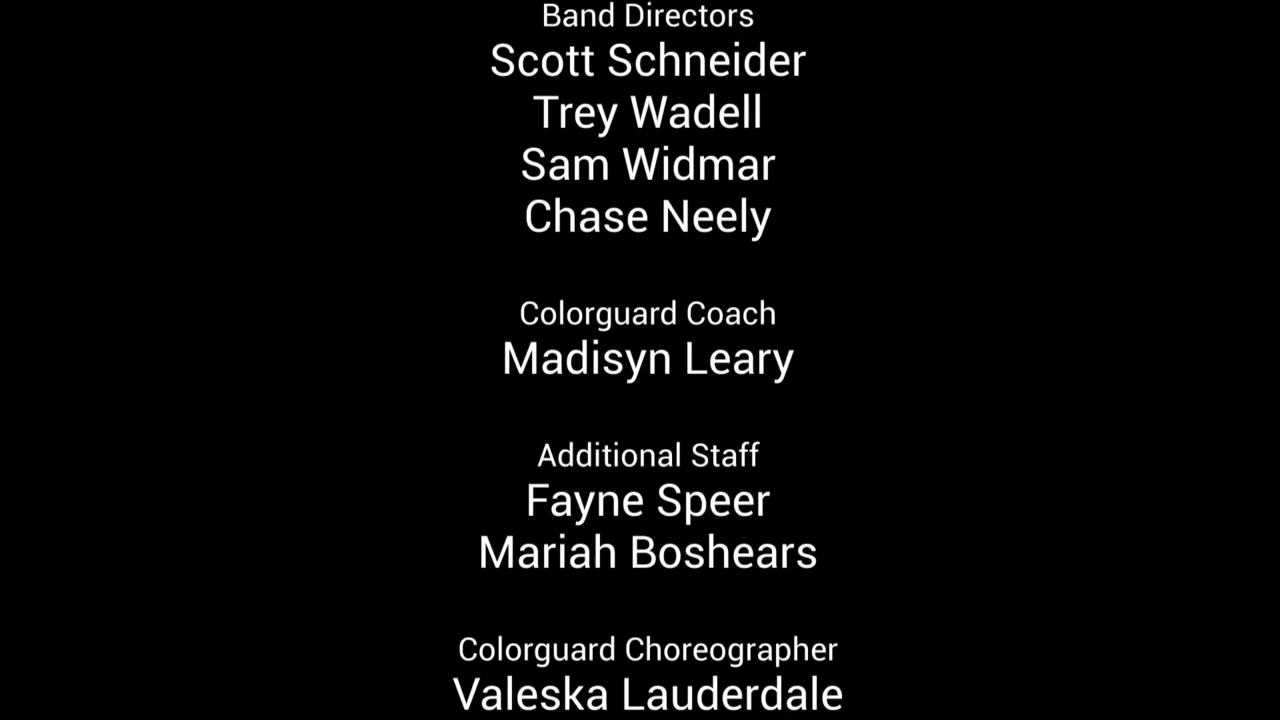 Band Directors
Scott Schneider
Trey Wadell
Sam Widmar
Chase Neely
Colorguard Coach
Madisyn Leary
Additional Staff
Fayne Speer
Mariah Boshears
Colorguard Choreographer
Valeska Lauderdale